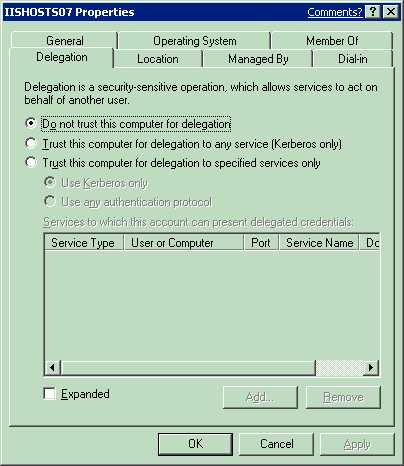 IISHOSTS07 Properties Comments? ? X
General Operating System Member Of
Delegation Location Managed By Dial-in
Delegation is a security-sensitive operation, which allows services to act on
behalf of another user.
Do not trust this computer for delegation
Trust this computer for delegation to any service (Kerberos only)
Trust this computer for delegation to specified services only
Use Kerberos only
Use any authentication protocol
Services to which this account can present delegated credentials:
Service Type User or Computer Port Service Name Do
Expanded Add... Remove
OK Cancel Apply